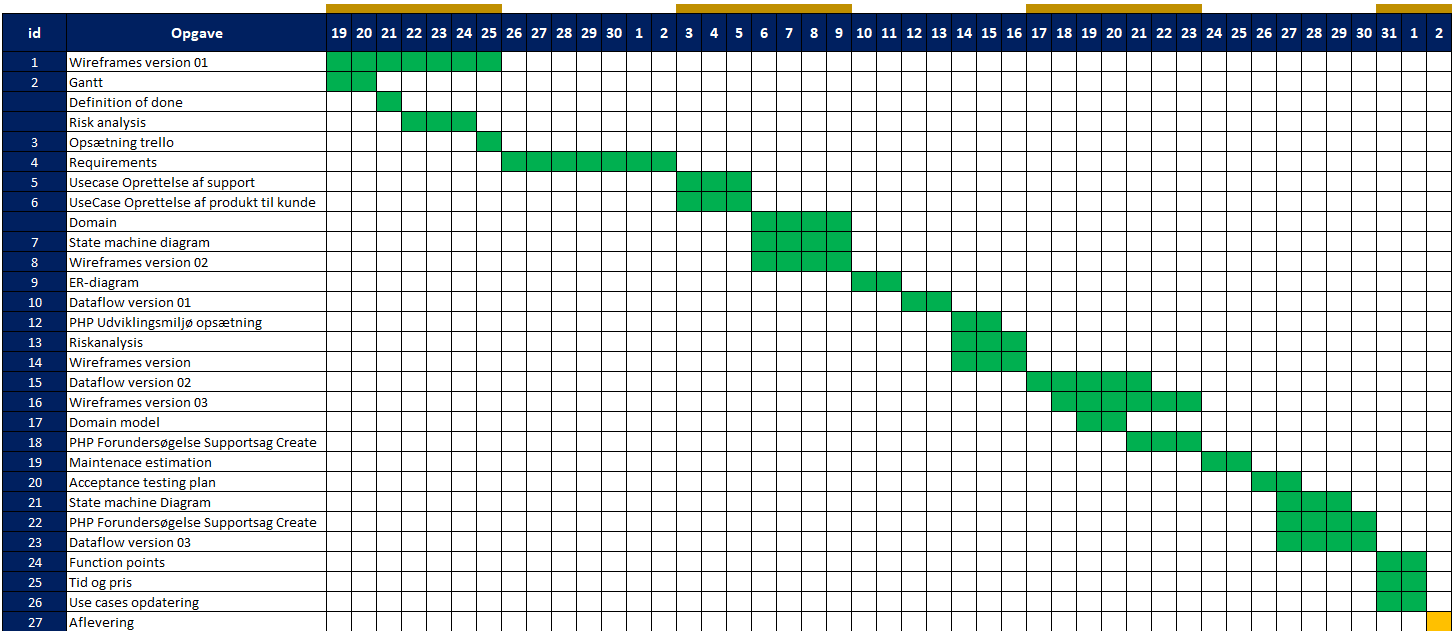 id Opgave 19 20 21 22 23 24 25 26 27 28 29 30 1 2 3 4 5 6 7 8 9 10 11 12 13 14 15 16 17 18 19 20 21 22 23 24 25 26 27 28 29 30 31 1 2
1 Wireframes version 01
2 Gantt
Definition of done
Risk analysis
3 Opsætning trello
4 Requirements
5 Usecase Oprettelse af support
6 UseCase Oprettelse af produkt til kunde
Domain
7 State machine diagram
8 Wireframes version 02
9 ER-diagram
10 Dataflow version 01
12 PHP Udviklingsmiljø opsætning
13 Riskanalysis
14 Wireframes version
15 Dataflow version 02
16 Wireframes version 03
17 Domain model
18 PHP Forundersøgelse Supportsag Create
19 Maintenace estimation
20 Acceptance testing plan
21 State machine Diagram
22 PHP Forundersøgelse Supportsag Create
23 Dataflow version 03
24 Function points
25 Tid og pris
26 Use cases opdatering
27 Aflevering